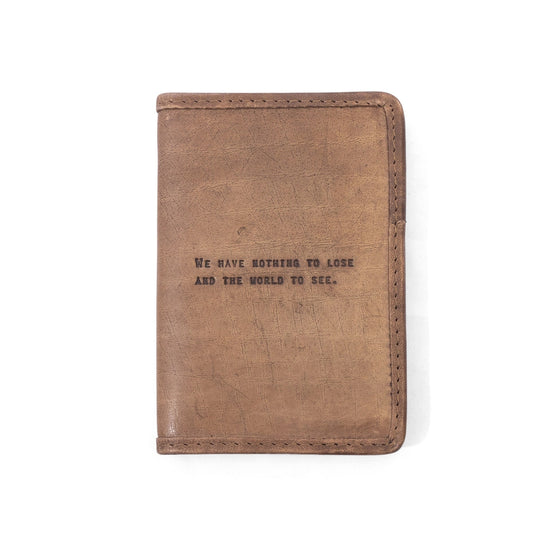 We have nothing to lose
and the world to see.